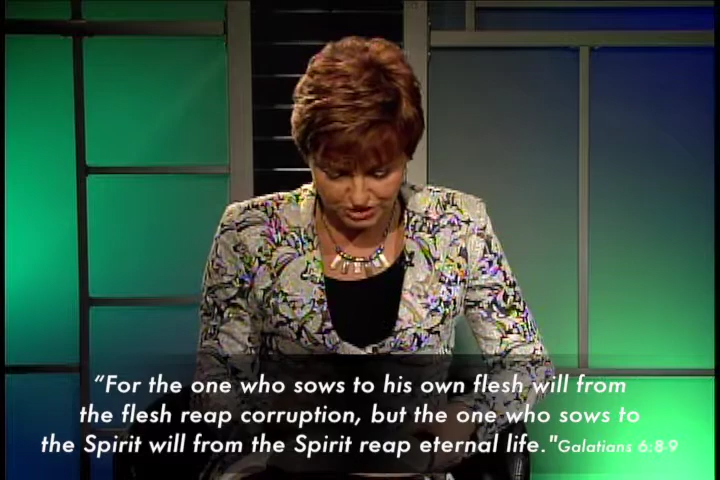 “For the one who sows to his own flesh will from
the flesh reap corruption, but the one who sows to
the Spirit will from the Spirit reap eternal life." Galatians 6:8-9